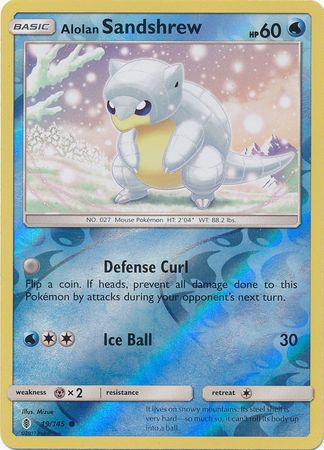 BASIC
Alolan Sandshrew HP 60
NO. 027 Mouse Pokémon HT: 2'04" WT: 88.2 lbs.
Defense Curl
Flip a coin. If heads, prevent all damage done to this
Pokémon by attacks during your opponent's next turn.
Ice Ball 30
weakness ×2 resistance retreat
Illus. Mizue
19/145
It lives on snowy mountains. Its steel shell is
very hard—so much so, it can't roll its body
up into a ball.